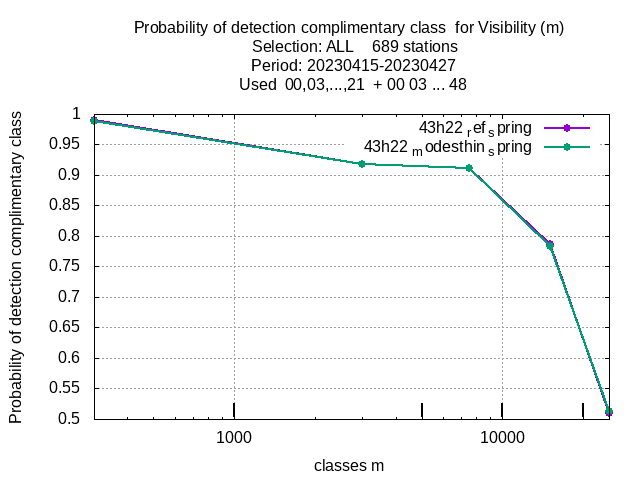 Probability of detection complimentary class  for Visibility (m)
Selection: ALL    689 stations
Period: 20230415-20230427
Used  00,03,...,21  + 00 03 ... 48
43h22 ref spring
43h22 modesthin spring
Probability of detection complimentary class
1
0.95
0.9
0.85
0.8
0.75
0.7
0.65
0.6
0.55
0.5
1000
10000
classes m